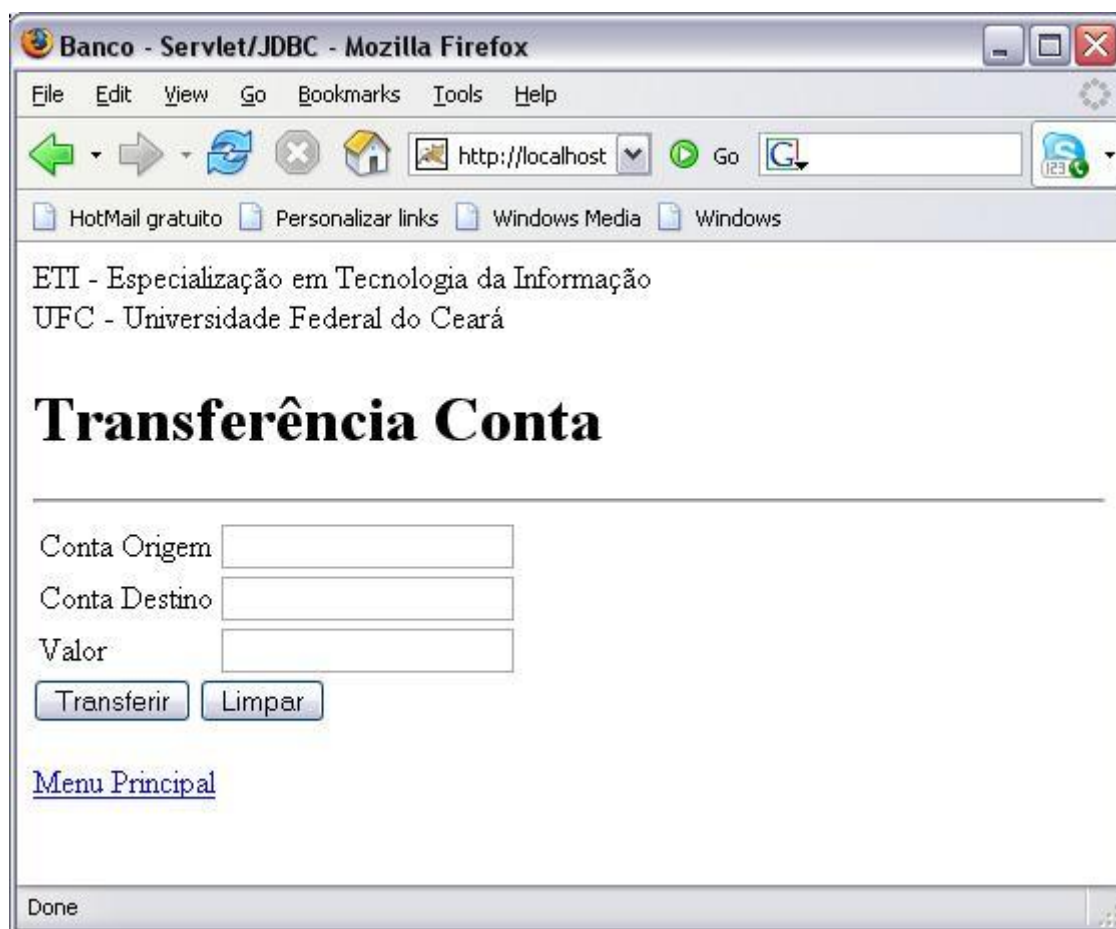 Banco - Servlet/JDBC - Mozilla Firefox
File Edit View Go Bookmarks Tools Help
http://localhost Go G
HotMail gratuito Personalizar links Windows Media Windows
ETI - Especialização em Tecnologia da Informação
UFC - Universidade Federal do Ceará
Transferência Conta
Conta Origem
Conta Destino
Valor
Transferir Limpar
Menu Principal
Done